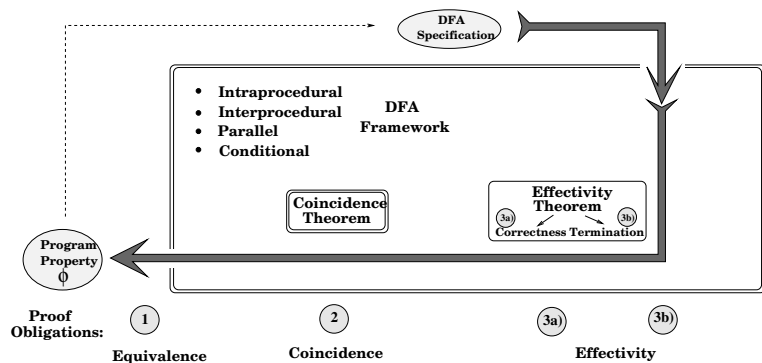 DFA
Specification
• Intraprocedural
• Interprocedural
• Parallel
• Conditional
DFA
Framework
Coincidence
Theorem
Effectivity
Theorem
3a)
3b)
Correctness Termination
Program
Property
ϕ
Proof
Obligations:
1
2
3a)
3b)
Equivalence
Coincidence
Effectivity